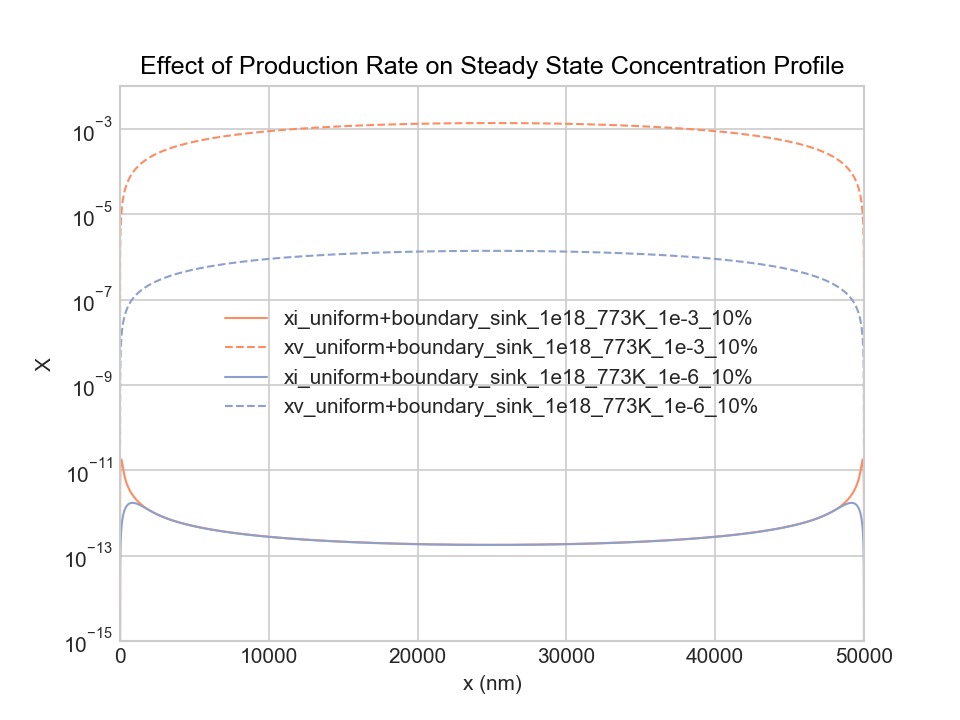 Effect of Production Rate on Steady State Concentration Profile
10⁻³
10⁻⁵
10⁻⁷
10⁻⁹
10⁻¹¹
10⁻¹³
10⁻¹⁵
X
xi_uniform+boundary_sink_1e18_773K_1e-3_10%
xv_uniform+boundary_sink_1e18_773K_1e-3_10%
xi_uniform+boundary_sink_1e18_773K_1e-6_10%
xv_uniform+boundary_sink_1e18_773K_1e-6_10%
0 10000 20000 30000 40000 50000
x (nm)